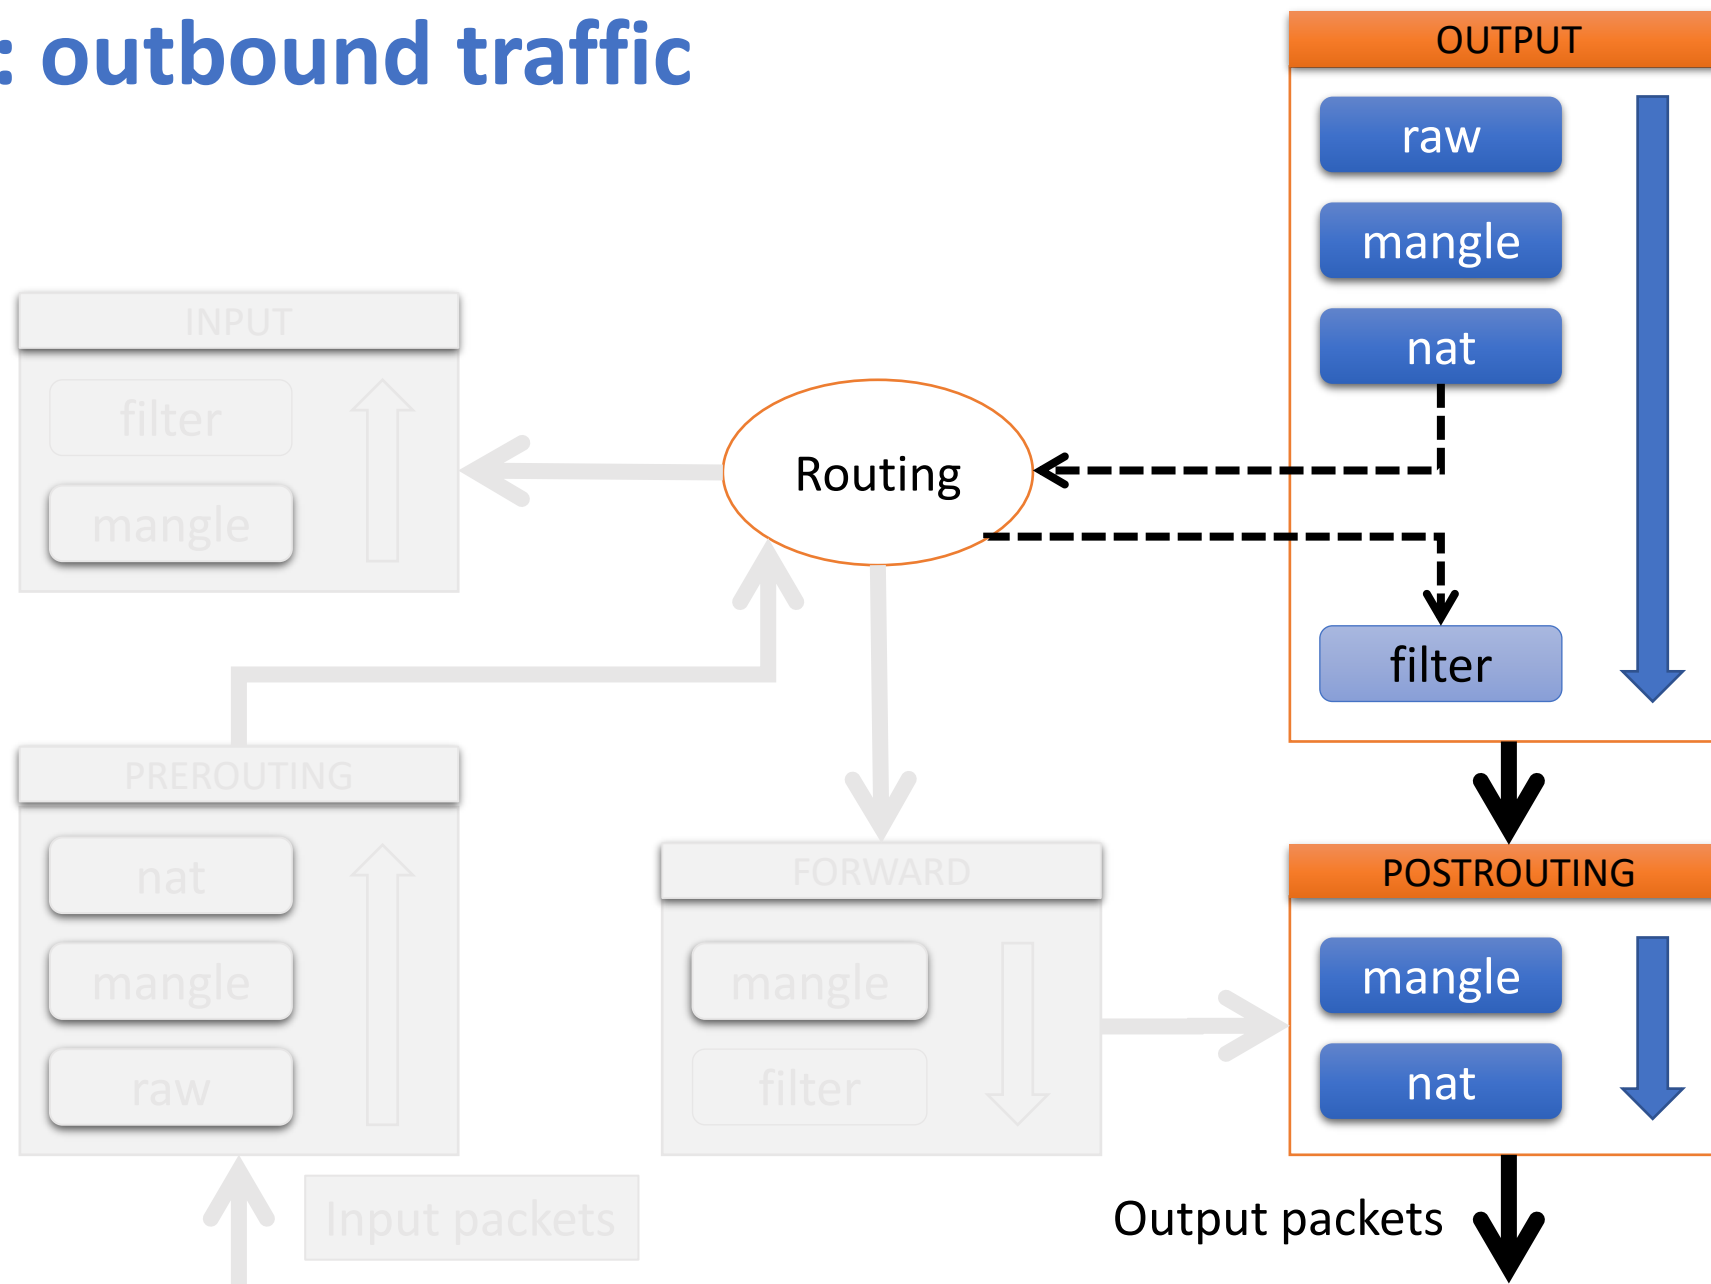 : outbound traffic
OUTPUT
raw
mangle
nat
filter
INPUT
filter
mangle
Routing
PREROUTING
nat
mangle
raw
FORWARD
mangle
filter
POSTROUTING
mangle
nat
Input packets
Output packets